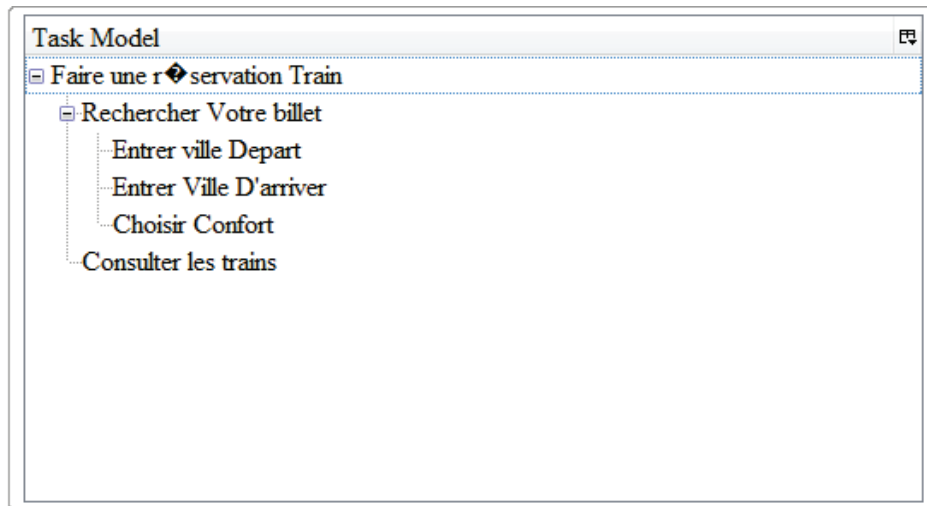 Task Model
Faire une r�servation Train
Rechercher Votre billet
Entrer ville Depart
Entrer Ville D'arriver
Choisir Confort
Consulter les trains